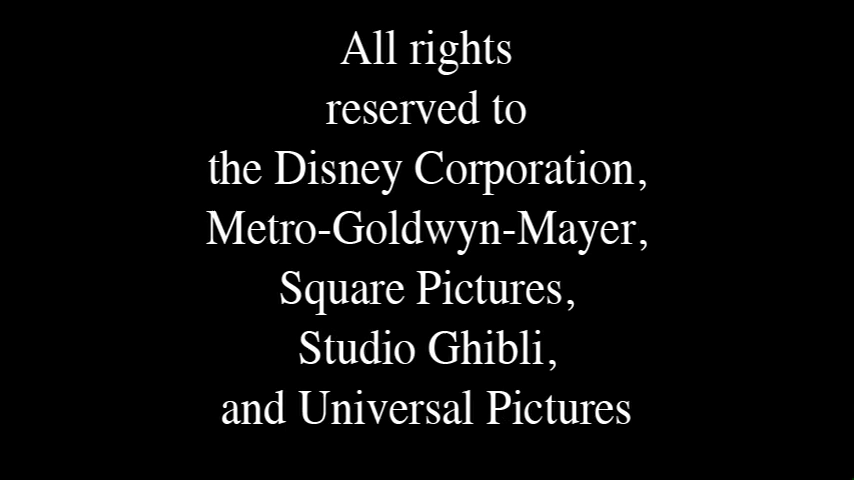 All rights
reserved to
the Disney Corporation,
Metro-Goldwyn-Mayer,
Square Pictures,
Studio Ghibli,
and Universal Pictures